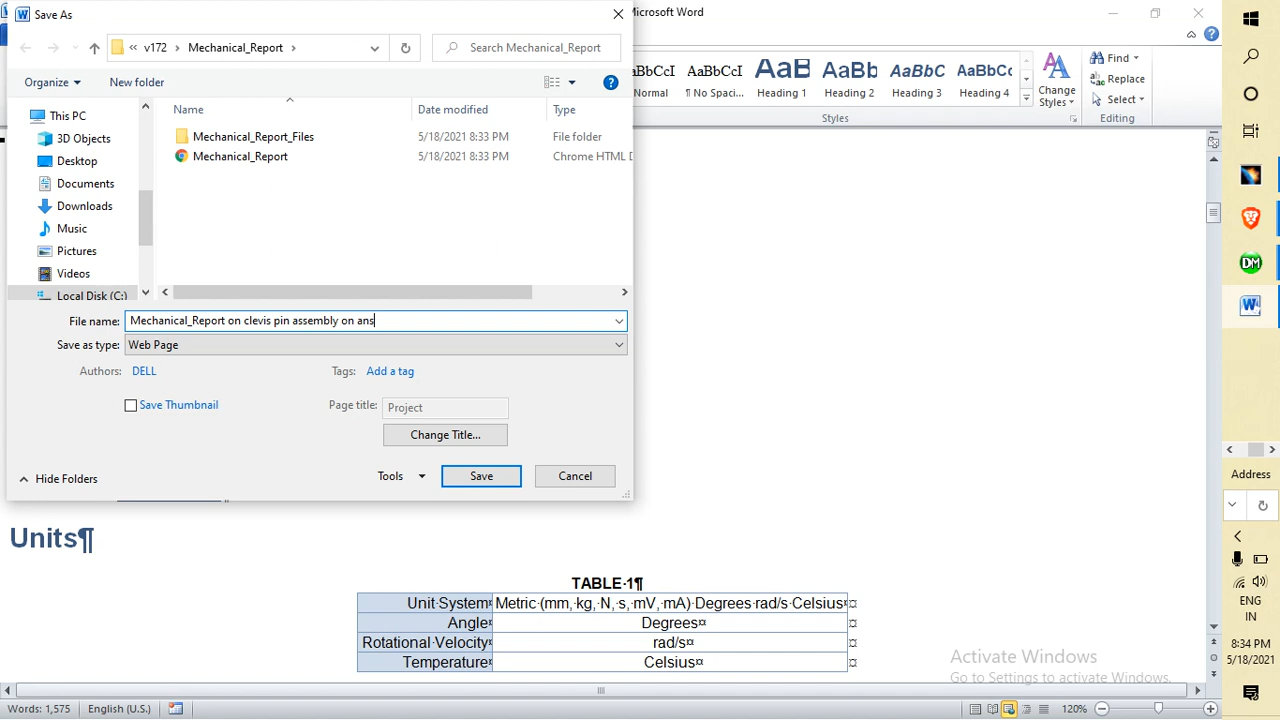 Save As
Microsoft Word
v172
Mechanical_Report
Search Mechanical_Report
Organize
New folder
Name
Date modified
Type
This PC
3D Objects
Desktop
Documents
Downloads
Music
Pictures
Videos
Local Disk (C:)
Mechanical_Report_Files
5/18/2021 8:33 PM
File folder
Mechanical_Report
5/18/2021 8:33 PM
Chrome HTML D
File name:
Mechanical_Report on clevis pin assembly on ans
Save as type:
Web Page
Authors:
DELL
Tags:
Add a tag
Save Thumbnail
Page title:
Project
Change Title...
Hide Folders
Tools
Save
Cancel
aBbCcI
AaBbCcI
AaB
AaBb
AaBbC
AaBbCc
Normal
¶ No Spaci...
Heading 1
Heading 2
Heading 3
Heading 4
Change
Styles
Styles
Find
Replace
Select
Editing
Units¶
TABLE·1¶
Unit·System¤ Metric·(mm,·kg,·N,·s,·mV,·mA)·Degrees·rad/s·Celsius¤ ¤
Angle¤ Degrees¤ ¤
Rotational·Velocity¤ rad/s¤ ¤
Temperature¤ Celsius¤ ¤
Activate Windows
Go to Settings to activate Windows.
Words: 1,575
English (U.S.)
120%
DM
Address
ENG
IN
8:34 PM
5/18/2021